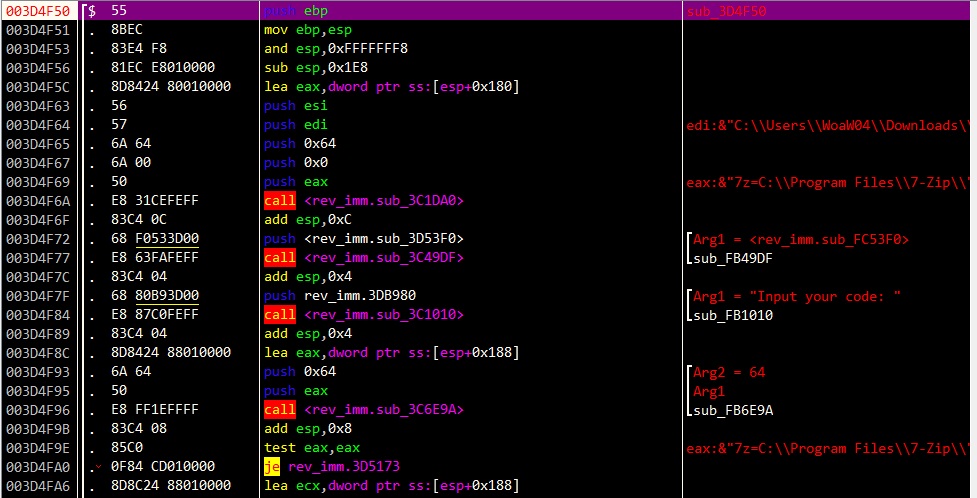 003D4F50 $ 55 push ebp sub_3D4F50
003D4F51 . 8BEC mov ebp,esp
003D4F53 . 83E4 F8 and esp,0xFFFFFFF8
003D4F56 . 81EC E8010000 sub esp,0x1E8
003D4F5C . 8D8424 80010000 lea eax,dword ptr ss:[esp+0x180]
003D4F63 . 56 push esi
003D4F64 . 57 push edi edi:&"C:\\Users\\WoaW04\\Downloads\\
003D4F65 . 6A 64 push 0x64
003D4F67 . 6A 00 push 0x0
003D4F69 . 50 push eax eax:&"7z=C:\\Program Files\\7-Zip\\"
003D4F6A . E8 31CEFEFF call <rev_imm.sub_3C1DA0>
003D4F6F . 83C4 0C add esp,0xC
003D4F72 . 68 F0533D00 push <rev_imm.sub_3D53F0> Arg1 = <rev_imm.sub_FC53F0>
003D4F77 . E8 63FAFEFF call <rev_imm.sub_3C49DF> sub_FB49DF
003D4F7C . 83C4 04 add esp,0x4
003D4F7F . 68 80B93D00 push rev_imm.3DB980 Arg1 = "Input your code: "
003D4F84 . E8 87C0FEFF call <rev_imm.sub_3C1010> sub_FB1010
003D4F89 . 83C4 04 add esp,0x4
003D4F8C . 8D8424 88010000 lea eax,dword ptr ss:[esp+0x188]
003D4F93 . 6A 64 push 0x64 Arg2 = 64
003D4F95 . 50 push eax Arg1
003D4F96 . E8 FF1EFFFF call <rev_imm.sub_3C6E9A> sub_FB6E9A
003D4F9B . 83C4 08 add esp,0x8
003D4F9E . 85C0 test eax,eax eax:&"7z=C:\\Program Files\\7-Zip\\"
003D4FA0 . 0F84 CD010000 je rev_imm.3D5173
003D4FA6 . 8D8C24 88010000 lea ecx,dword ptr ss:[esp+0x188]